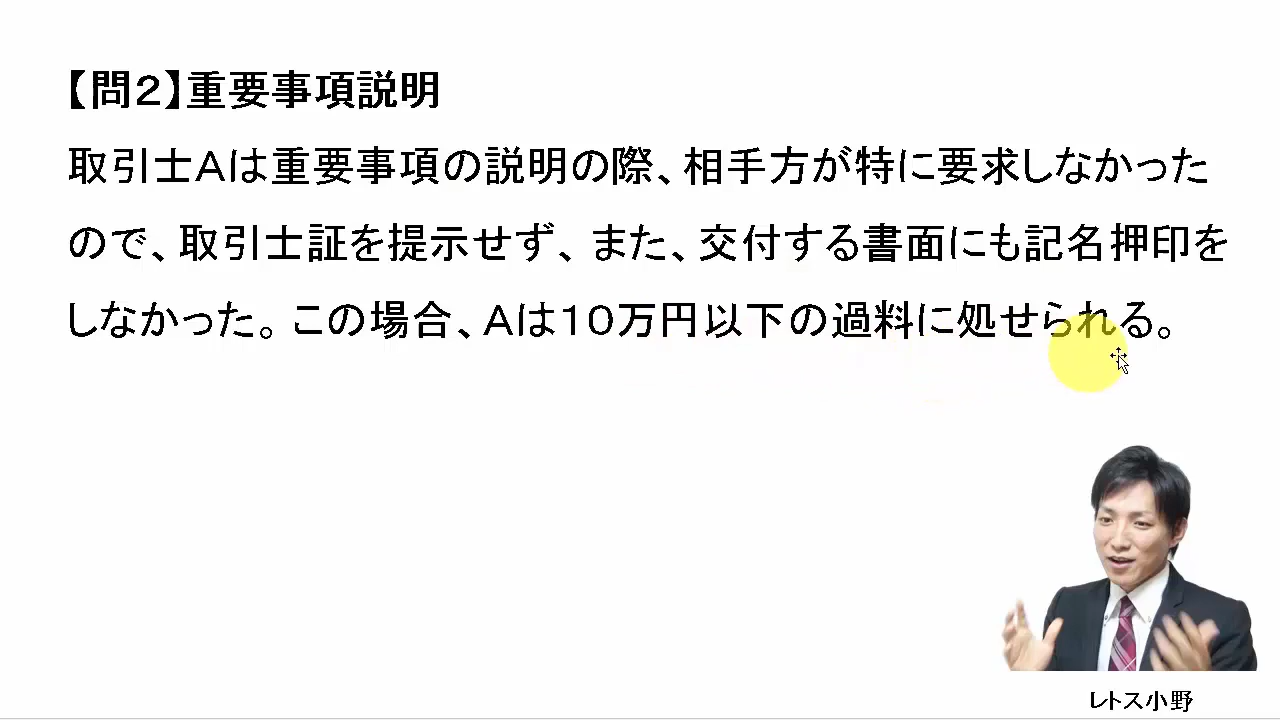 【問２】重要事項説明
取引士Ａは重要事項の説明の際、相手方が特に要求しなかった
ので、取引士証を提示せず、また、交付する書面にも記名押印を
しなかった。この場合、Ａは１０万円以下の過料に処せられる。
レトス小野